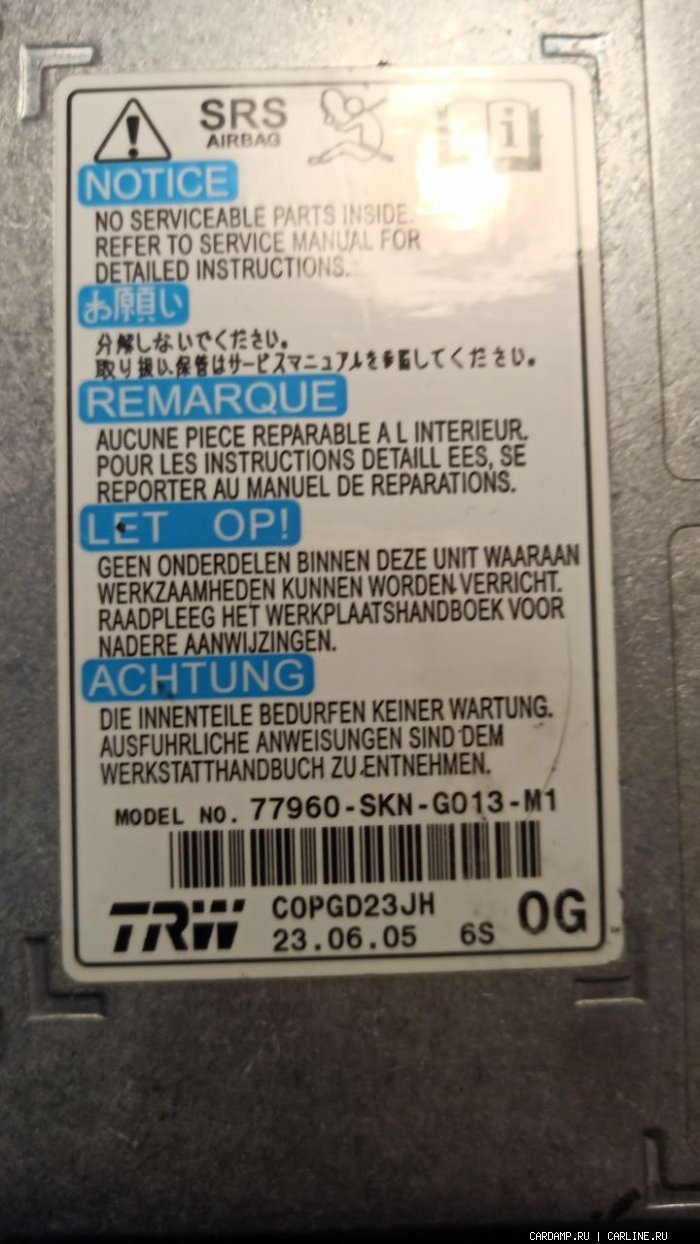 SRS
AIRBAG
i
NOTICE
NO SERVICEABLE PARTS INSIDE.
REFER TO SERVICE MANUAL FOR
DETAILED INSTRUCTIONS.
お願い
分解しないでください。
取り扱い、保管はサービスマニュアルを参照してください。
REMARQUE
AUCUNE PIECE REPARABLE A L INTERIEUR.
POUR LES INSTRUCTIONS DETAILL EES, SE
REPORTER AU MANUEL DE REPARATIONS.
LET OP!
GEEN ONDERDELEN BINNEN DEZE UNIT WAARAAN
WERKZAAMHEDEN KUNNEN WORDEN VERRICHT.
RAADPLEEG HET WERKPLAATSHANDBOEK VOOR
NADERE AANWIJZINGEN.
ACHTUNG
DIE INNENTEILE BEDURFEN KEINER WARTUNG.
AUSFUHRLICHE ANWEISUNGEN SIND DEM
WERKSTATTHANDBUCH ZU ENTNEHMEN.
MODEL NO. 77960-SKN-G013-M1
TRW C0PGD23JH 0G
23.06.05 6S
CARDAMP.RU | CARLINE.RU